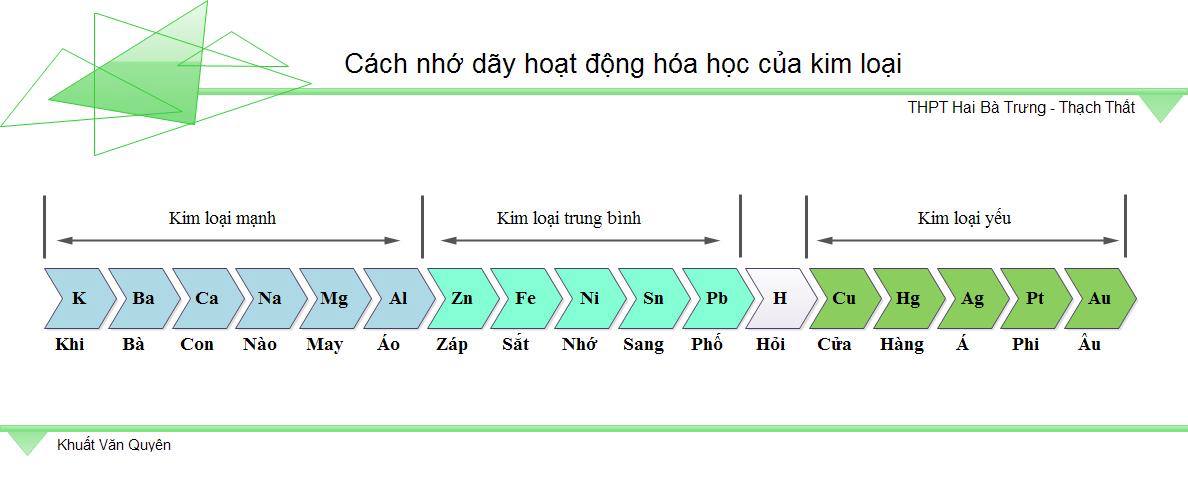 Cách nhớ dãy hoạt động hóa học của kim loại
THPT Hai Bà Trưng - Thạch Thất
Kim loại mạnh Kim loại trung bình Kim loại yếu
K Ba Ca Na Mg Al Zn Fe Ni Sn Pb H Cu Hg Ag Pt Au
Khi Bà Con Nào May Áo Záp Sắt Nhớ Sang Phố Hỏi Cửa Hàng Á Phi Âu
Khuất Văn Quyên